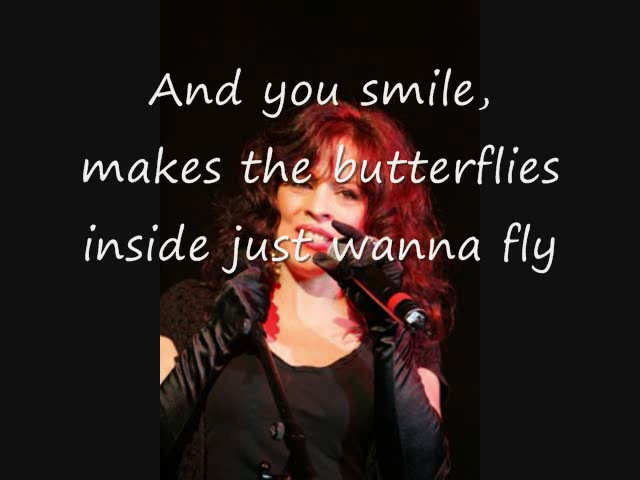 And you smile,
makes the butterflies
inside just wanna fly